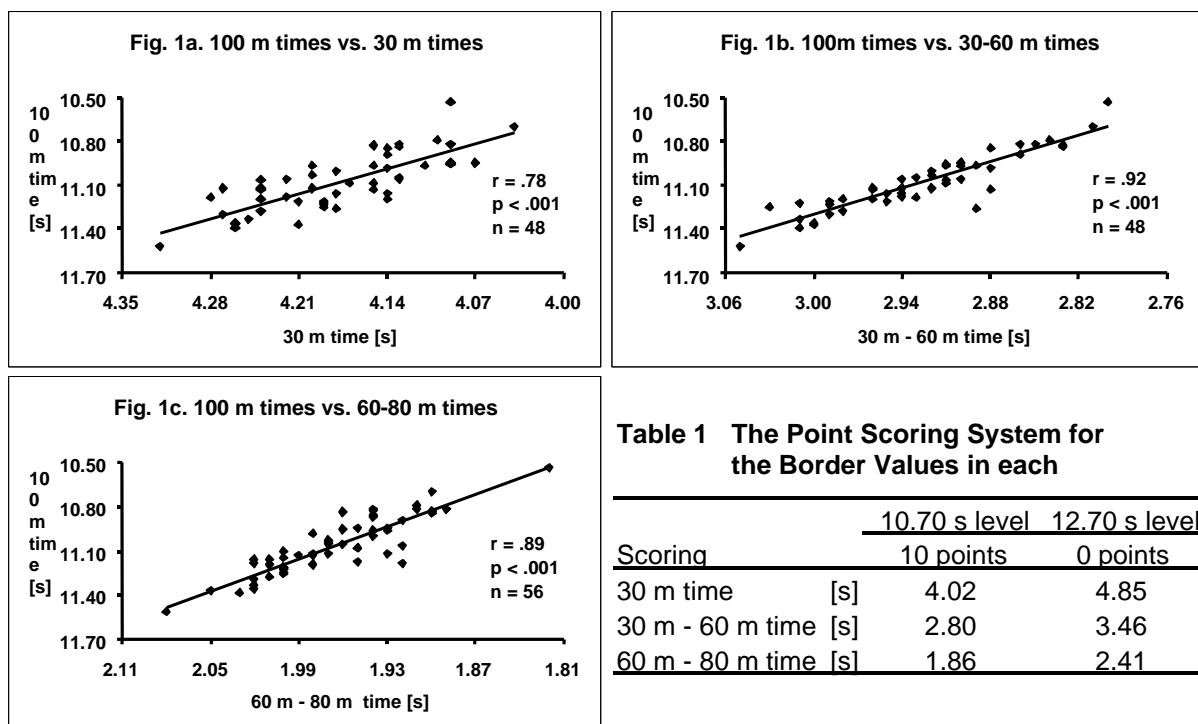 Fig. 1a. 100 m times vs. 30 m times
10
0
m
tim
e
[s]
10.50
10.80
11.10
11.40
11.70
r = .78
p < .001
n = 48
4.35 4.28 4.21 4.14 4.07 4.00
30 m time [s]
Fig. 1b. 100m times vs. 30-60 m times
10
0
m
tim
e
[s]
10.50
10.80
11.10
11.40
11.70
r = .92
p < .001
n = 48
3.06 3.00 2.94 2.88 2.82 2.76
30 m - 60 m time [s]
Fig. 1c. 100 m times vs. 60-80 m times
10
0
m
tim
e
[s]
10.50
10.80
11.10
11.40
11.70
r = .89
p < .001
n = 56
2.11 2.05 1.99 1.93 1.87 1.81
60 m - 80 m time [s]
Table 1 The Point Scoring System for
the Border Values in each
10.70 s level 12.70 s level
Scoring 10 points 0 points
30 m time [s] 4.02 4.85
30 m - 60 m time [s] 2.80 3.46
60 m - 80 m time [s] 1.86 2.41